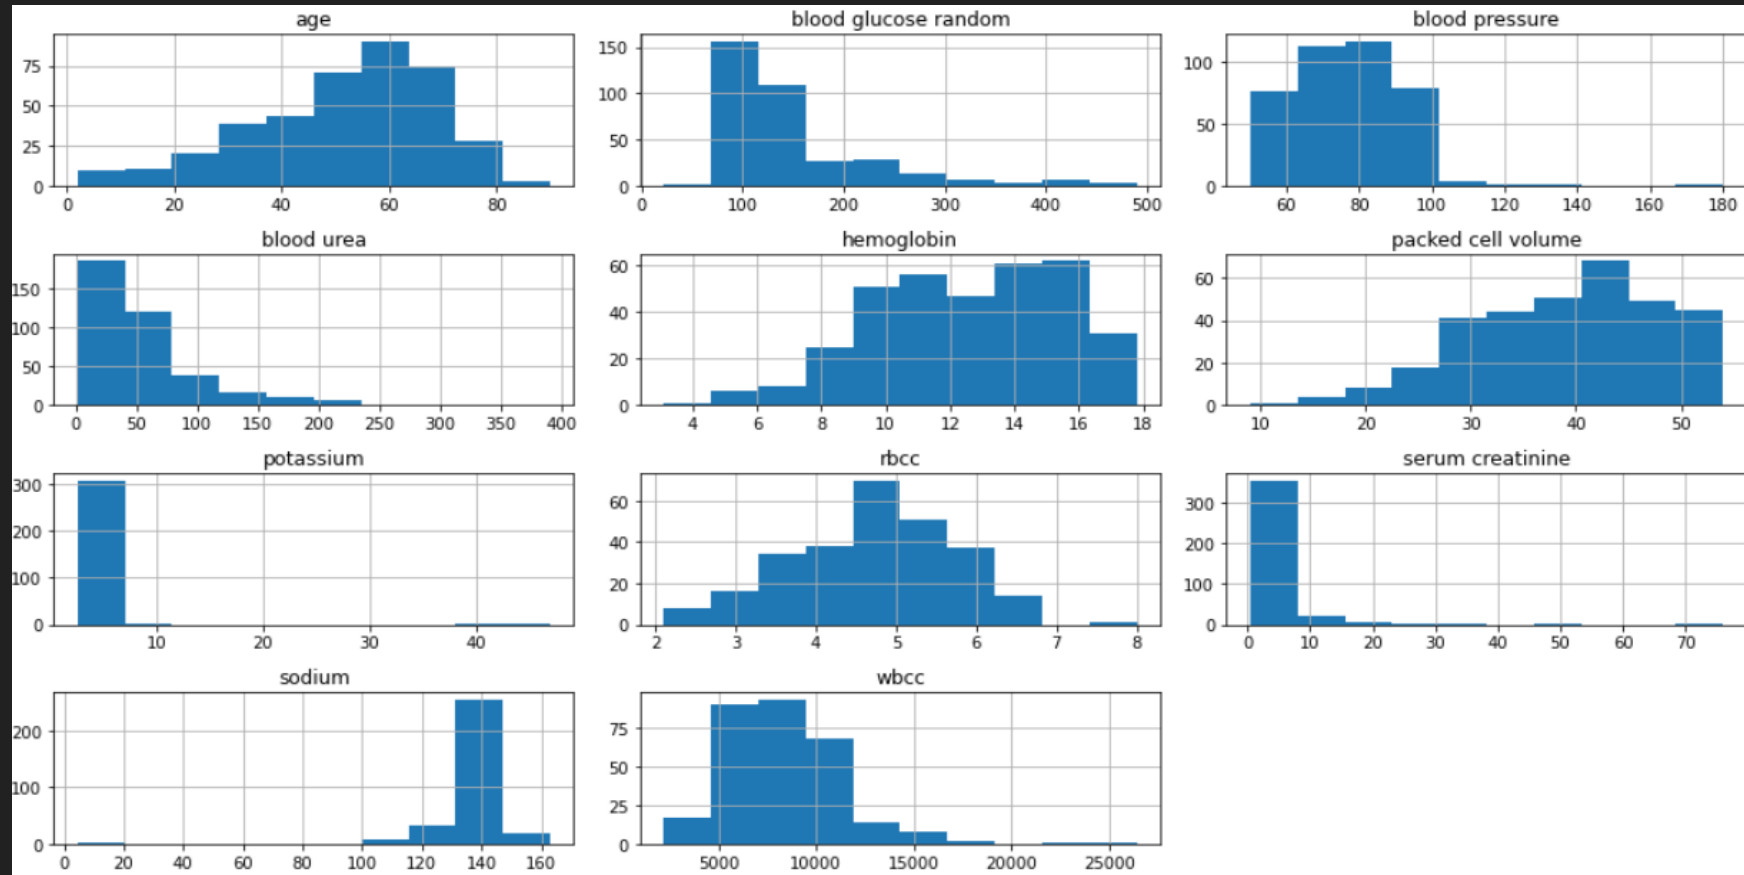 age
75
50
25
0
0 20 40 60 80
blood glucose random
150
100
50
0
0 100 200 300 400 500
blood pressure
100
50
0
60 80 100 120 140 160 180
blood urea
150
100
50
0
0 50 100 150 200 250 300 350 400
hemoglobin
60
40
20
0
4 6 8 10 12 14 16 18
packed cell volume
60
40
20
0
10 20 30 40 50
potassium
300
200
100
0
10 20 30 40
rbcc
60
40
20
0
2 3 4 5 6 7 8
serum creatinine
300
200
100
0
0 10 20 30 40 50 60 70
sodium
200
100
0
0 20 40 60 80 100 120 140 160
wbcc
75
50
25
0
5000 10000 15000 20000 25000